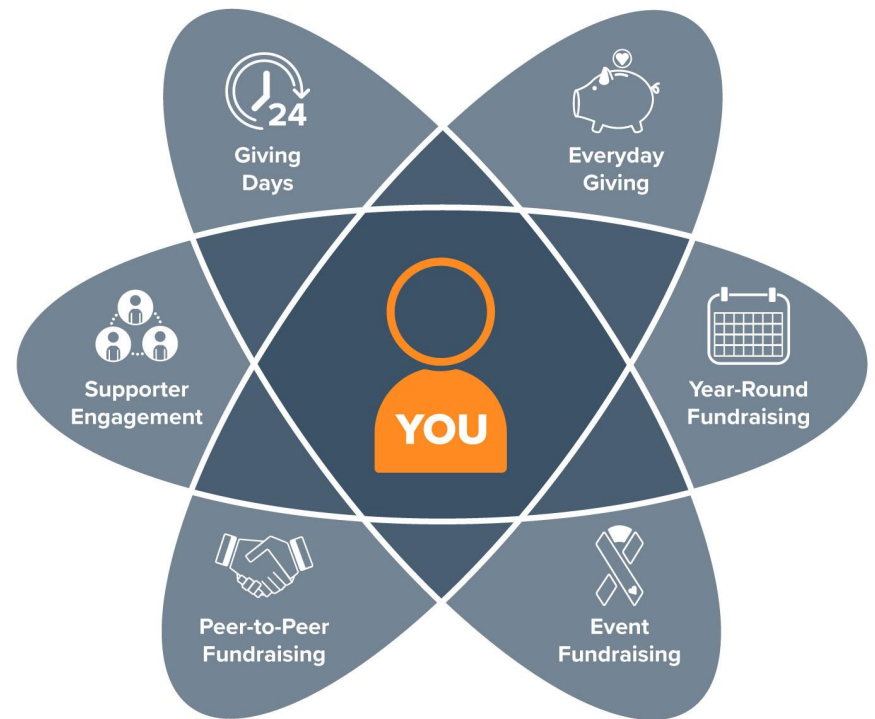 24
Giving
Days
Everyday
Giving
Supporter
Engagement
YOU
Year-Round
Fundraising
Peer-to-Peer
Fundraising
Event
Fundraising